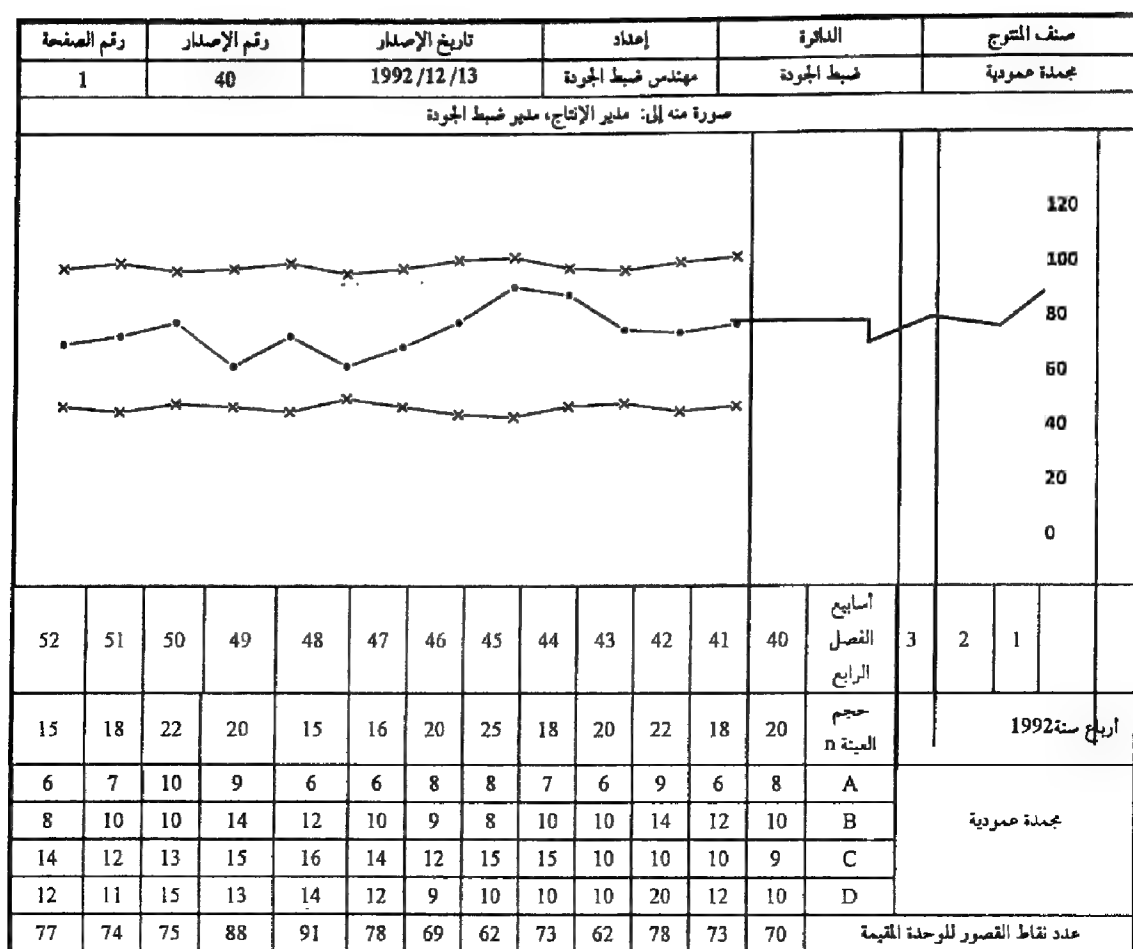 صنف المنتوج الدائرة إعداد تاريخ الإصدار رقم الإصدار رقم الصفحة
مجمدة عمودية ضبط الجودة مهندس ضبط الجودة 1992/12/13 40 1
صورة منه إلى: مدير الإنتاج، مدير ضبط الجودة
120
100
80
60
40
20
0
1 2 3 أسابيع الفصل الرابع 40 41 42 43 44 45 46 47 48 49 50 51 52
أرباع سنة1992 حجم العينة n 20 18 22 20 18 25 20 16 15 20 22 18 15
A 8 6 9 6 7 8 8 6 6 9 10 7 6
مجمدة عمودية B 10 12 14 10 10 8 9 10 12 14 10 10 8
C 9 10 10 10 15 15 12 14 16 15 13 12 14
D 10 12 20 10 10 10 9 12 14 13 15 11 12
عدد نقاط القصور للوحدة المقيمة 70 73 78 62 73 62 69 78 91 88 75 74 77